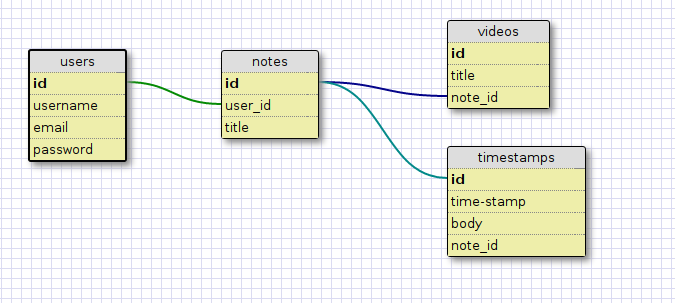 users
id
username
email
password
notes
id
user_id
title
videos
id
title
note_id
timestamps
id
time-stamp
body
note_id